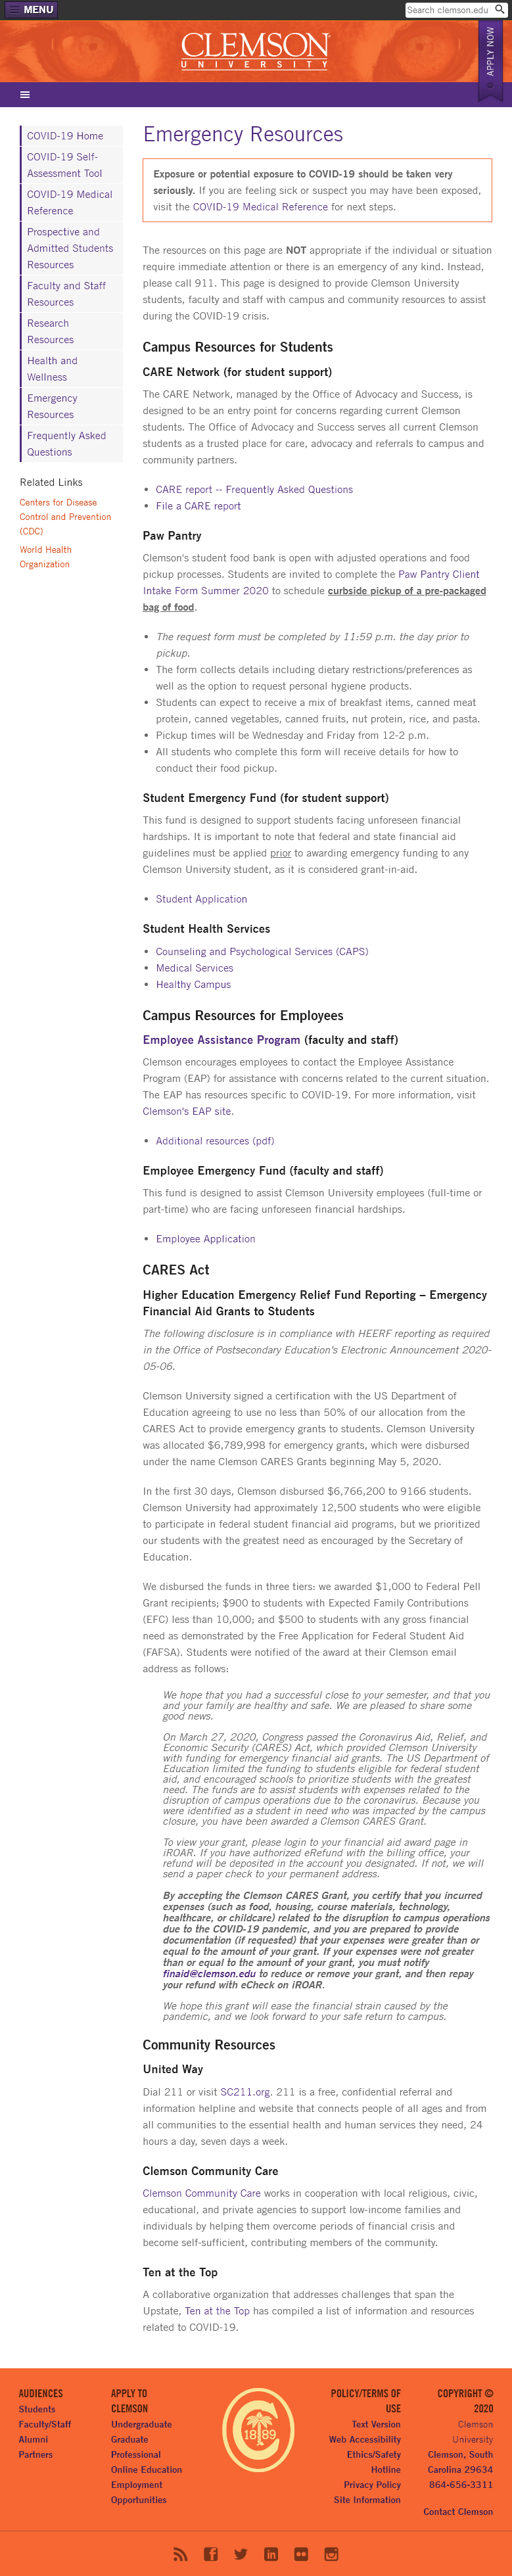 MENU
Search clemson.edu
CLEMSON
UNIVERSITY
APPLY NOW
COVID-19 Home
COVID-19 Self-
Assessment Tool
COVID-19 Medical
Reference
Prospective and
Admitted Students
Resources
Faculty and Staff
Resources
Research
Resources
Health and
Wellness
Emergency
Resources
Frequently Asked
Questions
Related Links
Centers for Disease
Control and Prevention
(CDC)
World Health
Organization
Emergency Resources
Exposure or potential exposure to COVID-19 should be taken very
seriously. If you are feeling sick or suspect you may have been exposed,
visit the COVID-19 Medical Reference for next steps.
The resources on this page are NOT appropriate if the individual or situation
require immediate attention or there is an emergency of any kind. Instead,
please call 911. This page is designed to provide Clemson University
students, faculty and staff with campus and community resources to assist
during the COVID-19 crisis.
Campus Resources for Students
CARE Network (for student support)
The CARE Network, managed by the Office of Advocacy and Success, is
designed to be an entry point for concerns regarding current Clemson
students. The Office of Advocacy and Success serves all current Clemson
students as a trusted place for care, advocacy and referrals to campus and
community partners.
CARE report -- Frequently Asked Questions
File a CARE report
Paw Pantry
Clemson's student food bank is open with adjusted operations and food
pickup processes. Students are invited to complete the Paw Pantry Client
Intake Form Summer 2020 to schedule curbside pickup of a pre-packaged
bag of food.
The request form must be completed by 11:59 p.m. the day prior to
pickup.
The form collects details including dietary restrictions/preferences as
well as the option to request personal hygiene products.
Students can expect to receive a mix of breakfast items, canned meat
protein, canned vegetables, canned fruits, nut protein, rice, and pasta.
Pickup times will be Wednesday and Friday from 12-2 p.m.
All students who complete this form will receive details for how to
conduct their food pickup.
Student Emergency Fund (for student support)
This fund is designed to support students facing unforeseen financial
hardships. It is important to note that federal and state financial aid
guidelines must be applied prior to awarding emergency funding to any
Clemson University student, as it is considered grant-in-aid.
Student Application
Student Health Services
Counseling and Psychological Services (CAPS)
Medical Services
Healthy Campus
Campus Resources for Employees
Employee Assistance Program (faculty and staff)
Clemson encourages employees to contact the Employee Assistance
Program (EAP) for assistance with concerns related to the current situation.
The EAP has resources specific to COVID-19. For more information, visit
Clemson's EAP site.
Additional resources (pdf)
Employee Emergency Fund (faculty and staff)
This fund is designed to assist Clemson University employees (full-time or
part-time) who are facing unforeseen financial hardships.
Employee Application
CARES Act
Higher Education Emergency Relief Fund Reporting – Emergency
Financial Aid Grants to Students
The following disclosure is in compliance with HEERF reporting as required
in the Office of Postsecondary Education's Electronic Announcement 2020-
05-06.
Clemson University signed a certification with the US Department of
Education agreeing to use no less than 50% of our allocation from the
CARES Act to provide emergency grants to students. Clemson University
was allocated $6,789,998 for emergency grants, which were disbursed
under the name Clemson CARES Grants beginning May 5, 2020.
In the first 30 days, Clemson disbursed $6,766,200 to 9166 students.
Clemson University had approximately 12,500 students who were eligible
to participate in federal student financial aid programs, but we prioritized
our students with the greatest need as encouraged by the Secretary of
Education.
We disbursed the funds in three tiers: we awarded $1,000 to Federal Pell
Grant recipients; $900 to students with Expected Family Contributions
(EFC) less than 10,000; and $500 to students with any gross financial
need as demonstrated by the Free Application for Federal Student Aid
(FAFSA). Students were notified of the award at their Clemson email
address as follows:
We hope that you had a successful close to your semester, and that you
and your family are healthy and safe. We are pleased to share some
good news.
On March 27, 2020, Congress passed the Coronavirus Aid, Relief, and
Economic Security (CARES) Act, which provided Clemson University
with funding for emergency financial aid grants. The US Department of
Education limited the funding to students eligible for federal student
aid, and encouraged schools to prioritize students with the greatest
need. The funds are to assist students with expenses related to the
disruption of campus operations due to the coronavirus. Because you
were identified as a student in need who was impacted by the campus
closure, you have been awarded a Clemson CARES Grant.
To view your grant, please login to your financial aid award page in
iROAR. If you have authorized eRefund with the billing office, your
refund will be deposited in the account you designated. If not, we will
send a paper check to your permanent address.
By accepting the Clemson CARES Grant, you certify that you incurred
expenses (such as food, housing, course materials, technology,
healthcare, or childcare) related to the disruption to campus operations
due to the COVID-19 pandemic, and you are prepared to provide
documentation (if requested) that your expenses were greater than or
equal to the amount of your grant. If your expenses were not greater
than or equal to the amount of your grant, you must notify
finaid@clemson.edu to reduce or remove your grant, and then repay
your refund with eCheck on iROAR.
We hope this grant will ease the financial strain caused by the
pandemic, and we look forward to your safe return to campus.
Community Resources
United Way
Dial 211 or visit SC211.org. 211 is a free, confidential referral and
information helpline and website that connects people of all ages and from
all communities to the essential health and human services they need, 24
hours a day, seven days a week.
Clemson Community Care
Clemson Community Care works in cooperation with local religious, civic,
educational, and private agencies to support low-income families and
individuals by helping them overcome periods of financial crisis and
become self-sufficient, contributing members of the community.
Ten at the Top
A collaborative organization that addresses challenges that span the
Upstate, Ten at the Top has compiled a list of information and resources
related to COVID-19.
AUDIENCES
Students
Faculty/Staff
Alumni
Partners
APPLY TO
CLEMSON
Undergraduate
Graduate
Professional
Online Education
Employment
Opportunities
1889
POLICY/TERMS OF
USE
Text Version
Web Accessibility
Ethics/Safety
Hotline
Privacy Policy
Site Information
COPYRIGHT ©
2020
Clemson
University
Clemson, South
Carolina 29634
864-656-3311
Contact Clemson